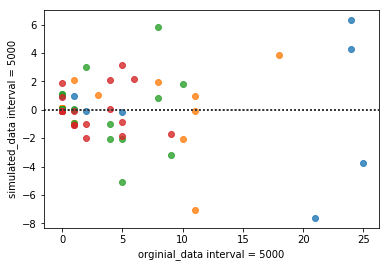 6
4
2
0
−2
−4
−6
−8
simulated_data interval = 5000
0 5 10 15 20 25
orginial_data interval = 5000